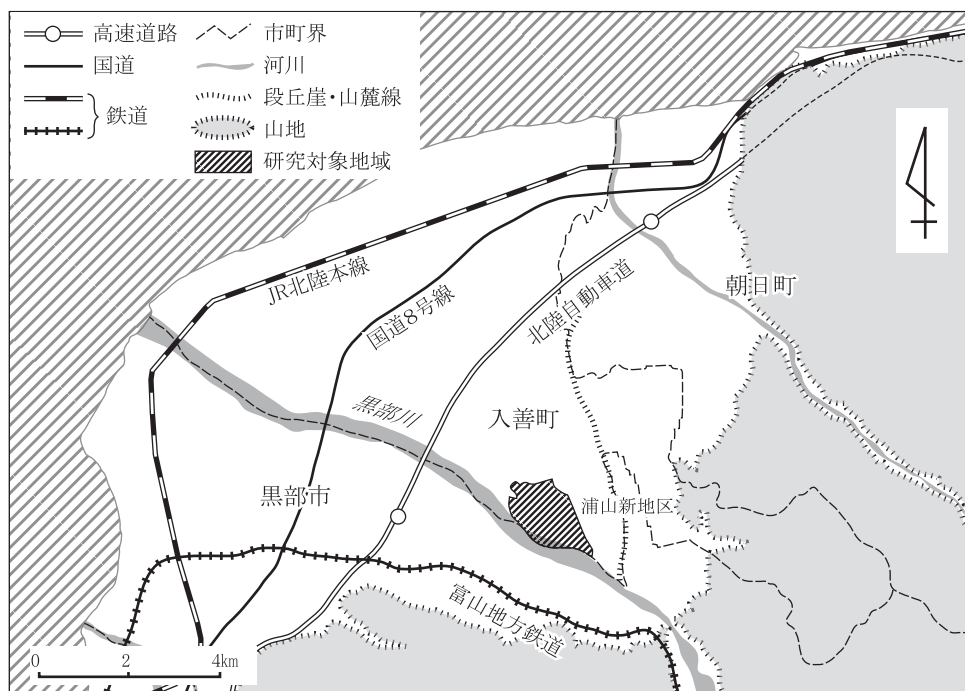 高速道路
国道
鉄道
市町界
河川
段丘崖・山麓線
山地
研究対象地域
JR北陸本線
国道8号線
北陸自動車道
朝日町
黒部川
入善町
黒部市
浦山新地区
富山地方鉄道
0 2 4km